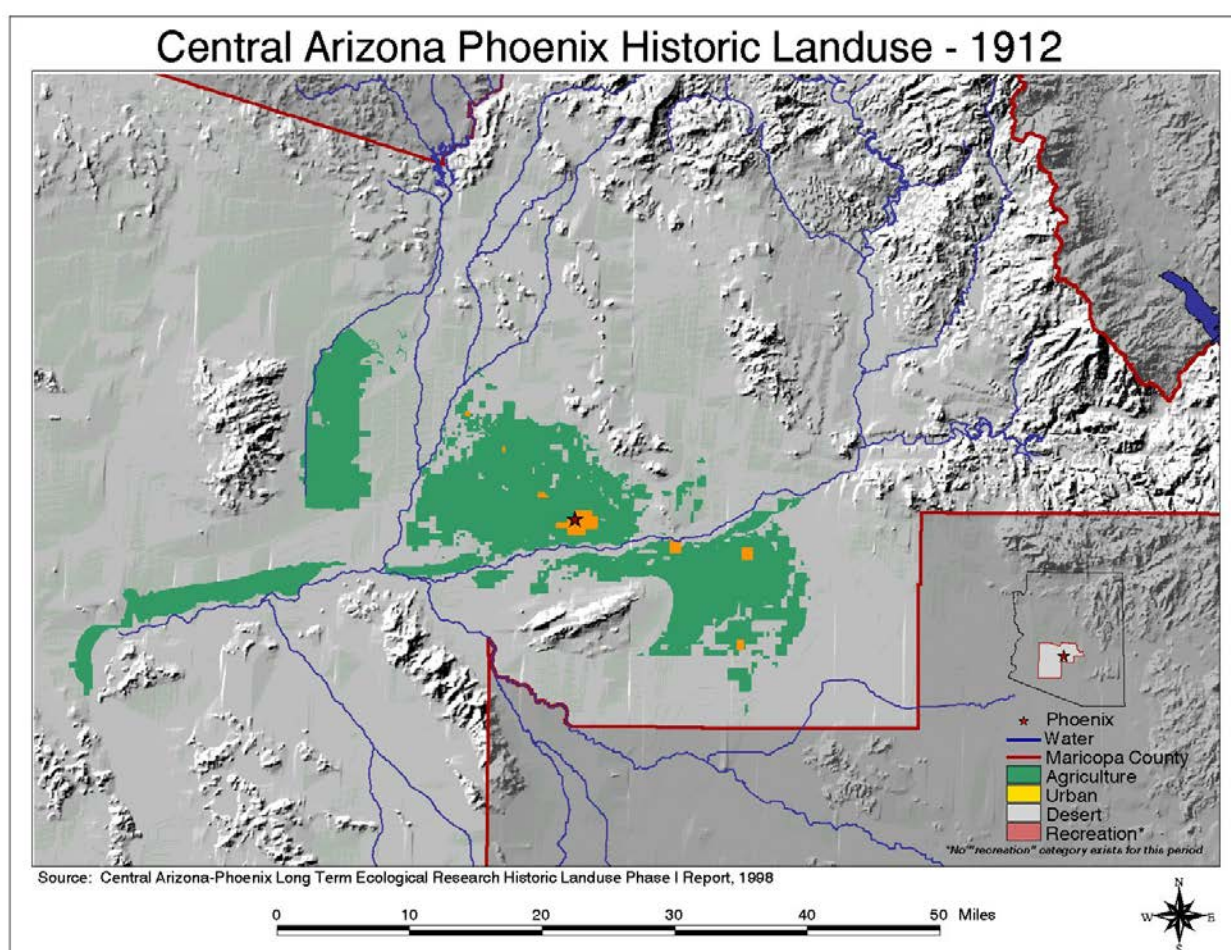 Central Arizona Phoenix Historic Landuse - 1912
Phoenix
Water
Maricopa County
Agriculture
Urban
Desert
Recreation*
*No "recreation" category exists for this period
Source: Central Arizona-Phoenix Long Term Ecological Research Historic Landuse Phase I Report, 1998
0 10 20 30 40 50 Miles
N
W E
S